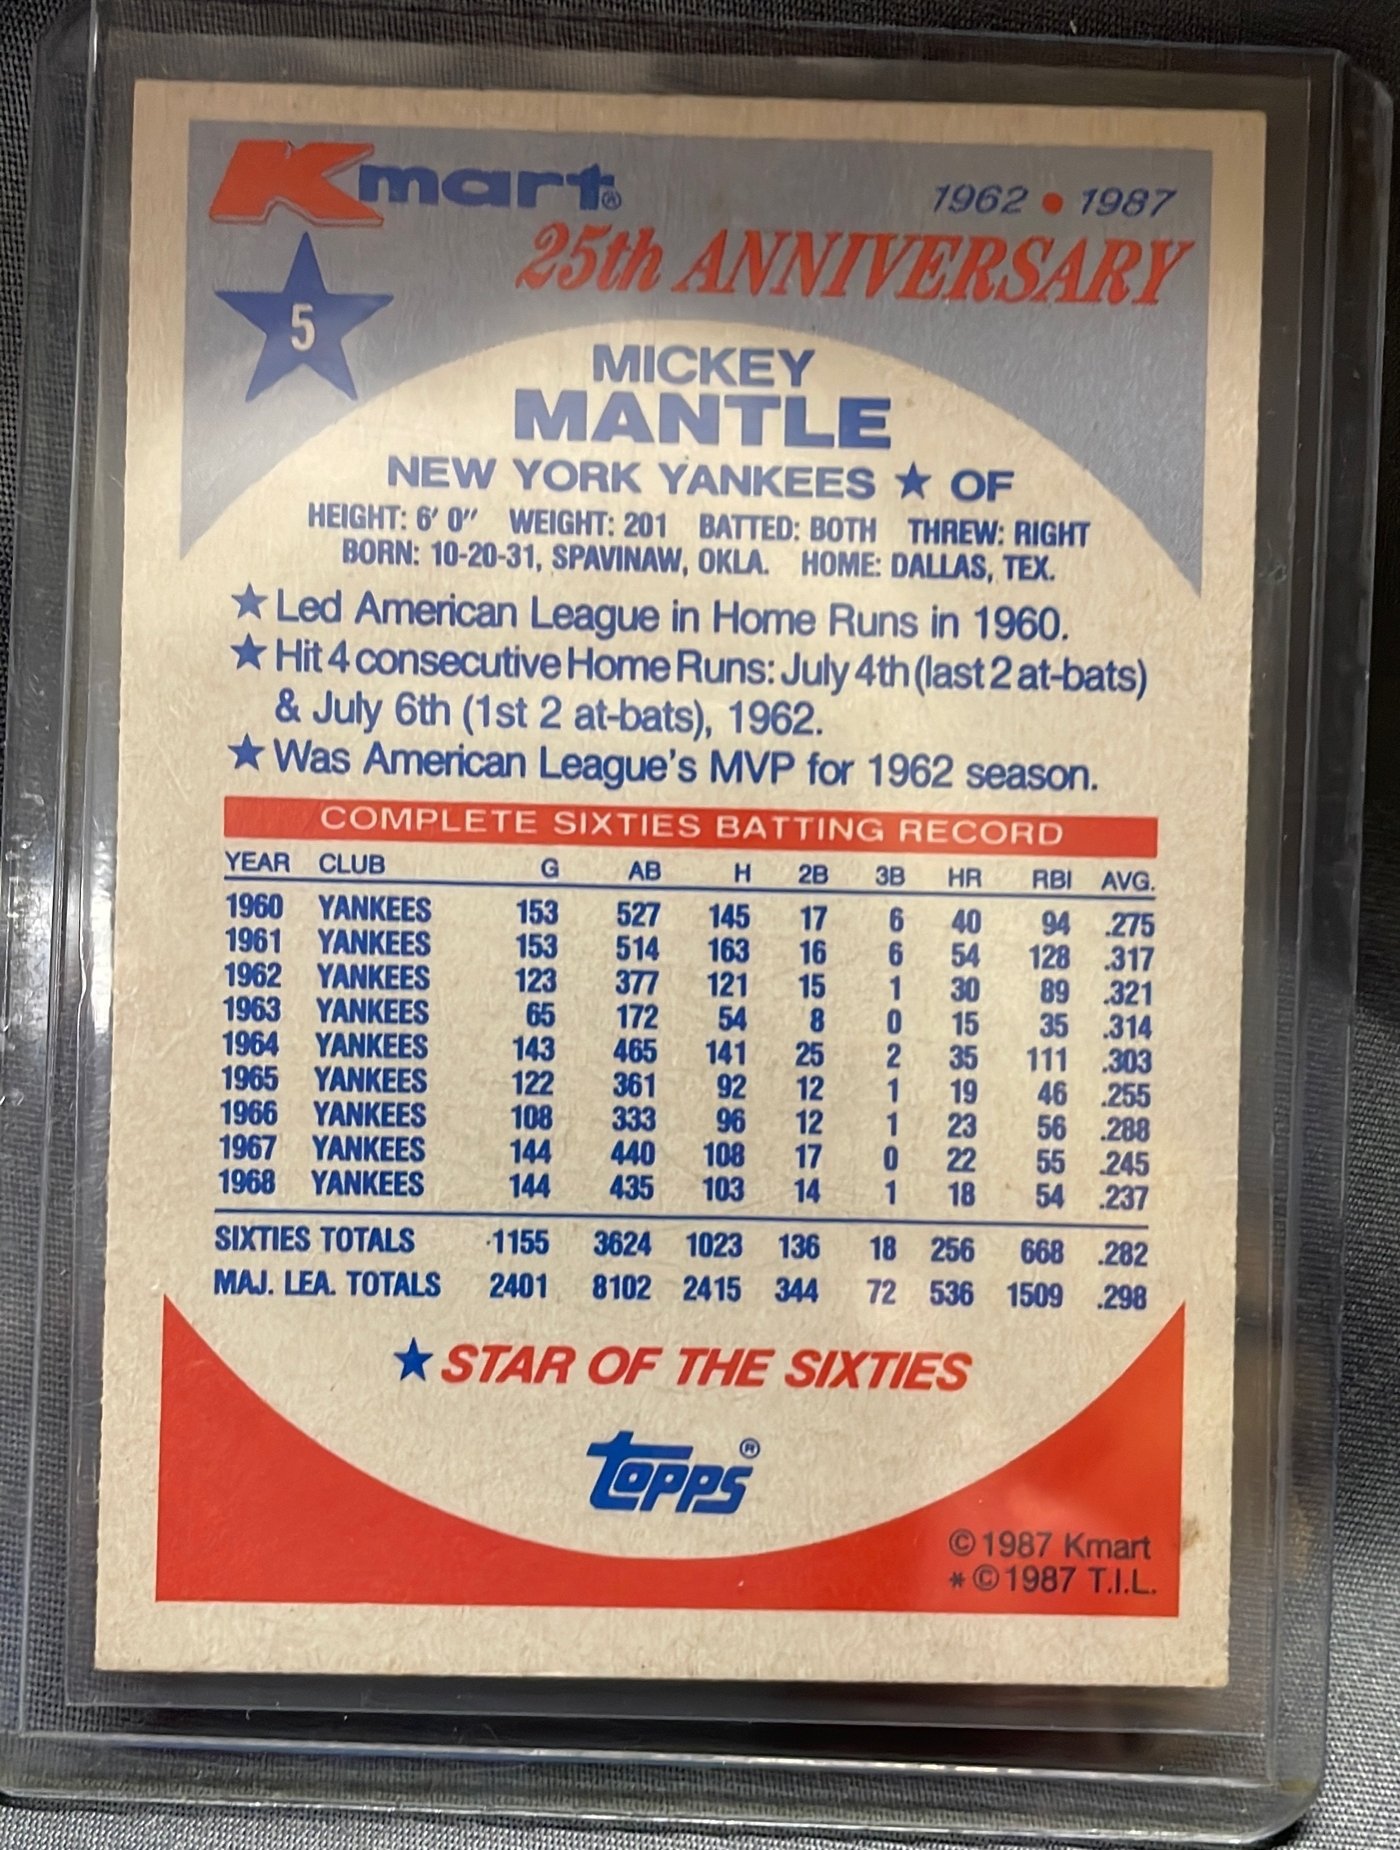 Kmart®
1962 • 1987
25th ANNIVERSARY
5
MICKEY
MANTLE
NEW YORK YANKEES ★ OF
HEIGHT: 6' 0" WEIGHT: 201 BATTED: BOTH THREW: RIGHT
BORN: 10-20-31, SPAVINAW, OKLA. HOME: DALLAS, TEX.
★ Led American League in Home Runs in 1960.
★ Hit 4 consecutive Home Runs: July 4th (last 2 at-bats)
& July 6th (1st 2 at-bats), 1962.
★ Was American League's MVP for 1962 season.
COMPLETE SIXTIES BATTING RECORD
YEAR CLUB G AB H 2B 3B HR RBI AVG.
1960 YANKEES 153 527 145 17 6 40 94 .275
1961 YANKEES 153 514 163 16 6 54 128 .317
1962 YANKEES 123 377 121 15 1 30 89 .321
1963 YANKEES 65 172 54 8 0 15 35 .314
1964 YANKEES 143 465 141 25 2 35 111 .303
1965 YANKEES 122 361 92 12 1 19 46 .255
1966 YANKEES 108 333 96 12 1 23 56 .288
1967 YANKEES 144 440 108 17 0 22 55 .245
1968 YANKEES 144 435 103 14 1 18 54 .237
SIXTIES TOTALS 1155 3624 1023 136 18 256 668 .282
MAJ. LEA. TOTALS 2401 8102 2415 344 72 536 1509 .298
★ STAR OF THE SIXTIES
topps®
© 1987 Kmart
* © 1987 T.I.L.